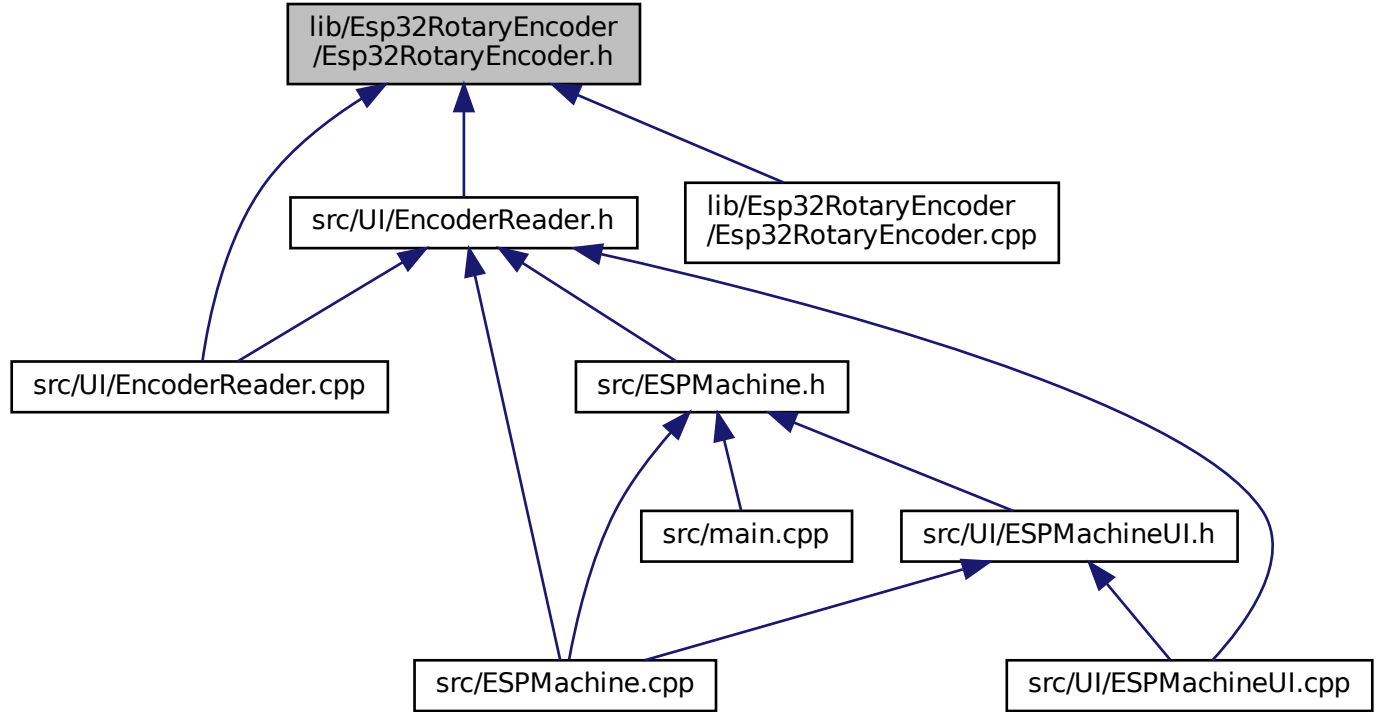 lib/Esp32RotaryEncoder
/Esp32RotaryEncoder.h
src/UI/EncoderReader.h
lib/Esp32RotaryEncoder
/Esp32RotaryEncoder.cpp
src/UI/EncoderReader.cpp
src/ESPMachine.h
src/main.cpp
src/UI/ESPMachineUI.h
src/ESPMachine.cpp
src/UI/ESPMachineUI.cpp